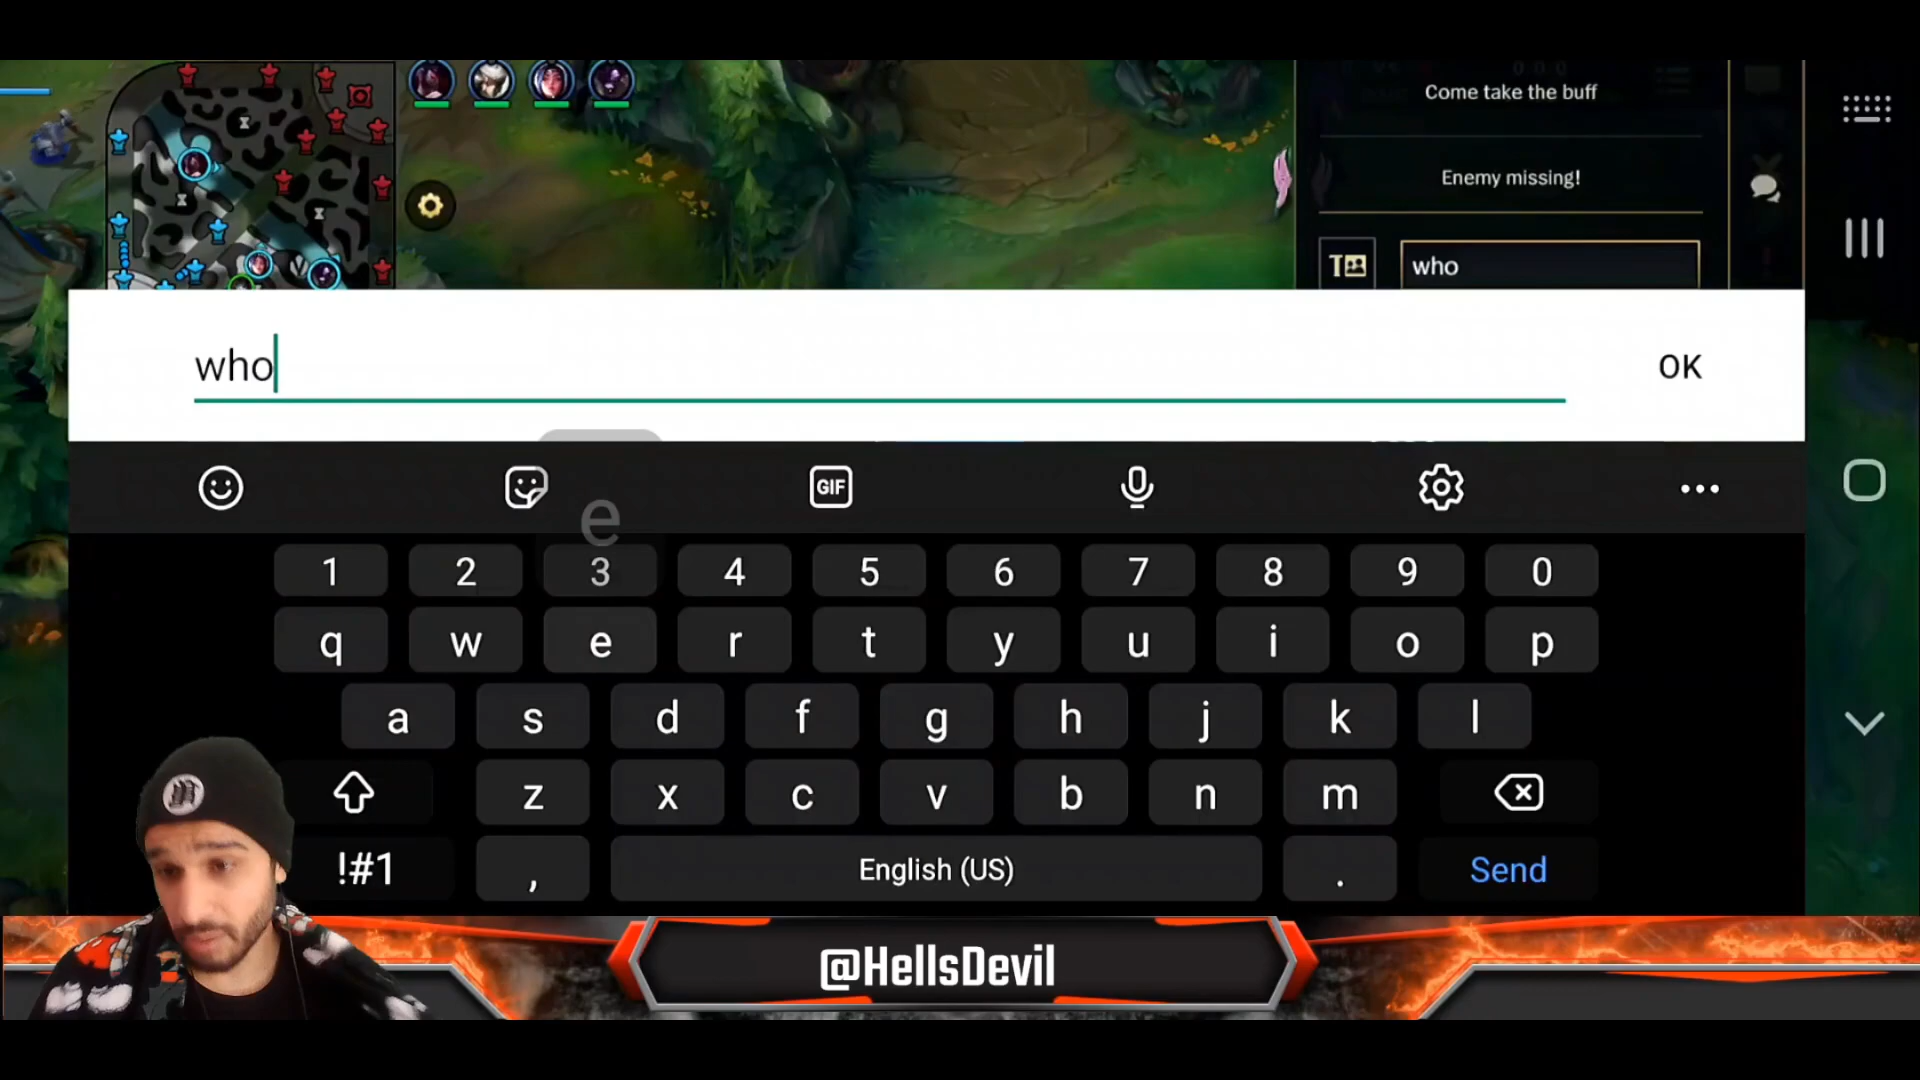 Come take the buff
Enemy missing!
T
who
who
OK
e
GIF
1 2 3 4 5 6 7 8 9 0
q w e r t y u i o p
a s d f g h j k l
z x c v b n m
!#1 , English (US) . Send
@HellsDevil